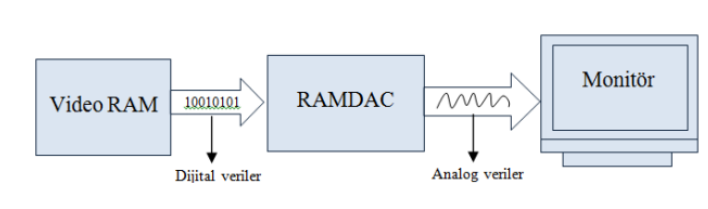 Video RAM
10010101
RAMDAC
Monitör
Dijital veriler
Analog veriler